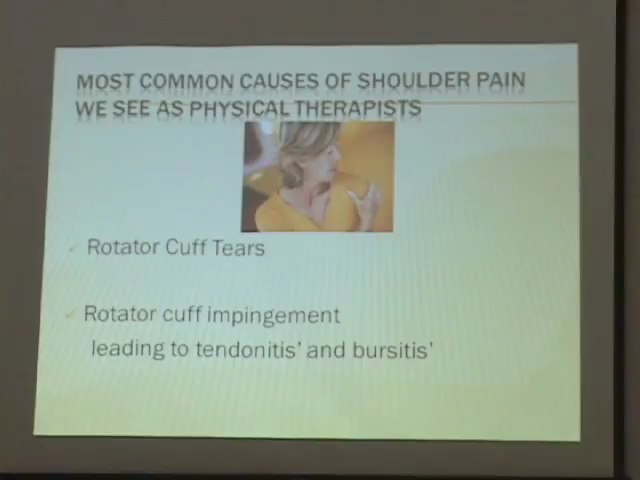 MOST COMMON CAUSES OF SHOULDER PAIN
WE SEE AS PHYSICAL THERAPISTS
Rotator Cuff Tears
Rotator cuff impingement
leading to tendonitis' and bursitis'